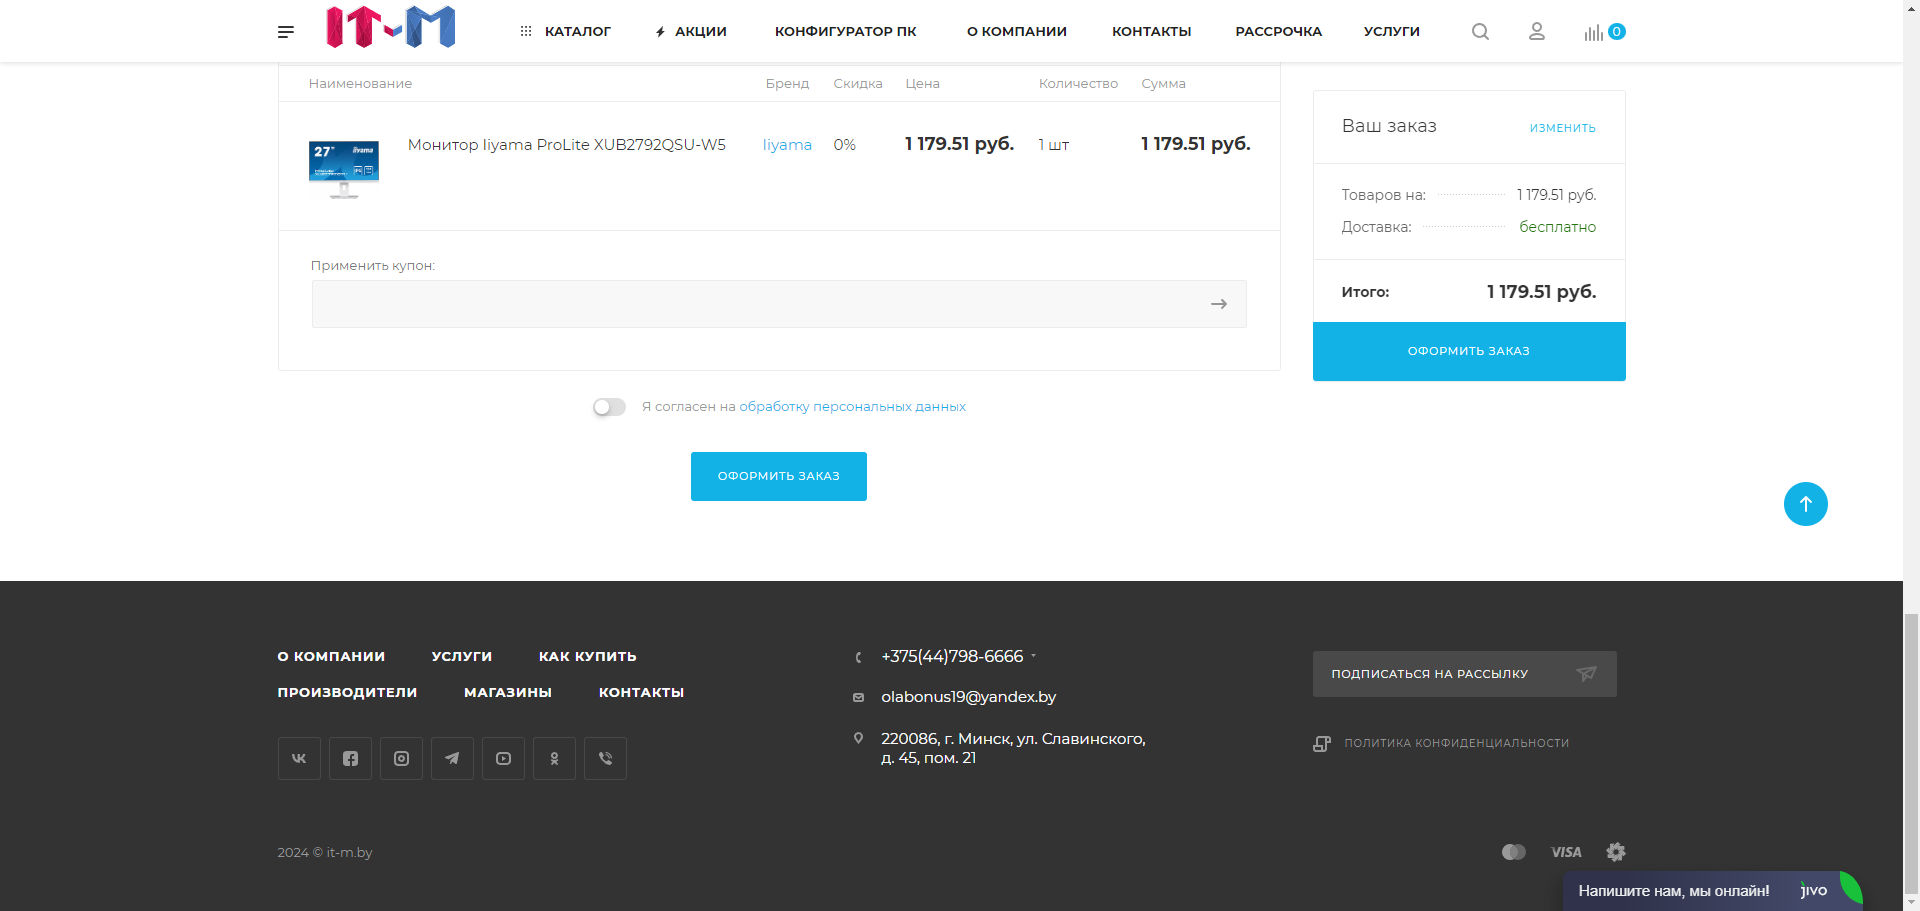 IT-M
КАТАЛОГ
АКЦИИ
КОНФИГУРАТОР ПК
О КОМПАНИИ
КОНТАКТЫ
РАССРОЧКА
УСЛУГИ
0
Наименование Бренд Скидка Цена Количество Сумма
27" iiyama
Монитор Iiyama ProLite XUB2792QSU-W5 Iiyama 0% 1 179.51 руб. 1 шт 1 179.51 руб.
Применить купон:
Я согласен на обработку персональных данных
ОФОРМИТЬ ЗАКАЗ
Ваш заказ ИЗМЕНИТЬ
Товаров на: 1 179.51 руб.
Доставка: бесплатно
Итого: 1 179.51 руб.
ОФОРМИТЬ ЗАКАЗ
О КОМПАНИИ УСЛУГИ КАК КУПИТЬ
ПРОИЗВОДИТЕЛИ МАГАЗИНЫ КОНТАКТЫ
+375(44)798-6666
olabonus19@yandex.by
220086, г. Минск, ул. Славинского,
д. 45, пом. 21
ПОДПИСАТЬСЯ НА РАССЫЛКУ
ПОЛИТИКА КОНФИДЕНЦИАЛЬНОСТИ
2024 © it-m.by
VISA
Напишите нам, мы онлайн! jivo